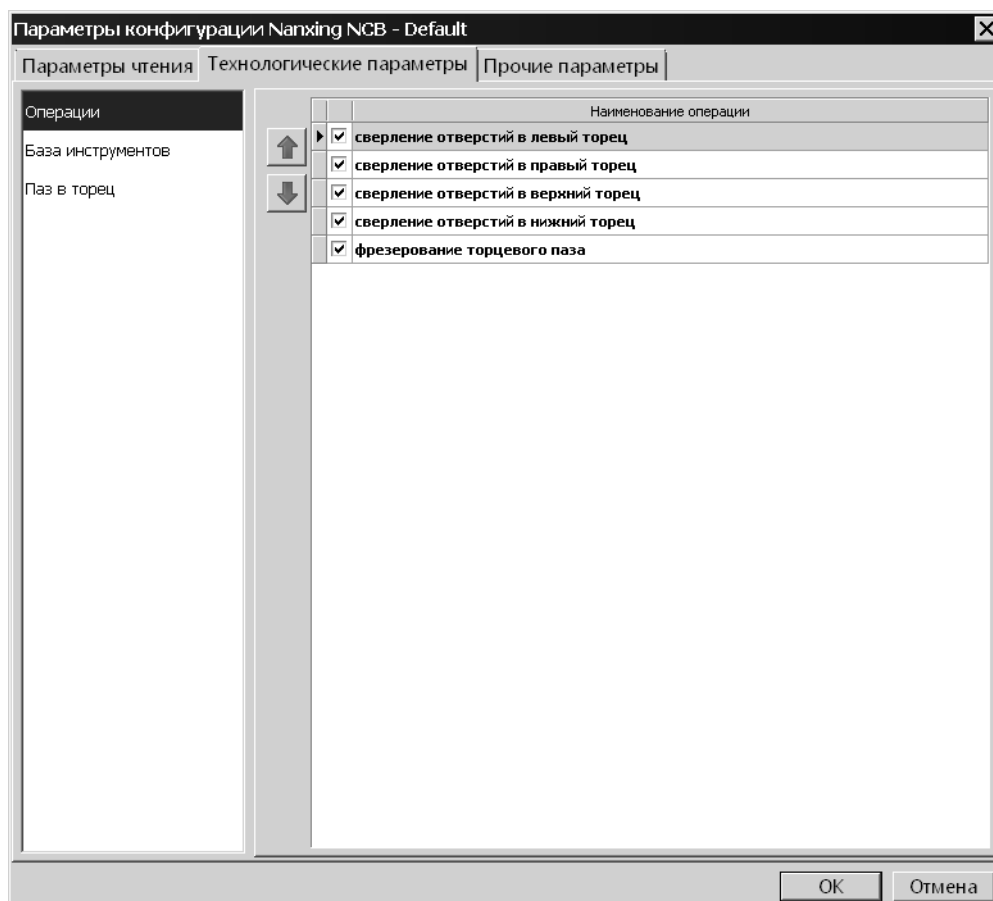 Параметры конфигурации Nanxing NCB - Default
Параметры чтения Технологические параметры Прочие параметры
Операции
База инструментов
Паз в торец
Наименование операции
сверление отверстий в левый торец
сверление отверстий в правый торец
сверление отверстий в верхний торец
сверление отверстий в нижний торец
фрезерование торцевого паза
OK Отмена